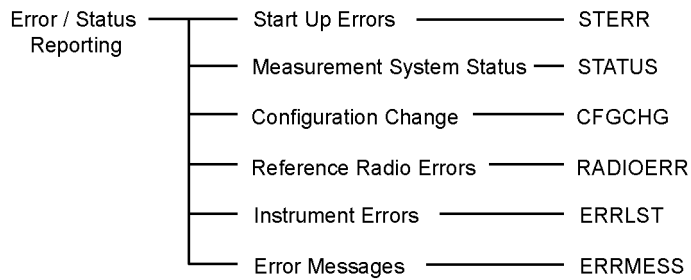 Error / Status Reporting
Start Up Errors STERR
Measurement System Status STATUS
Configuration Change CFGCHG
Reference Radio Errors RADIOERR
Instrument Errors ERRLST
Error Messages ERRMESS